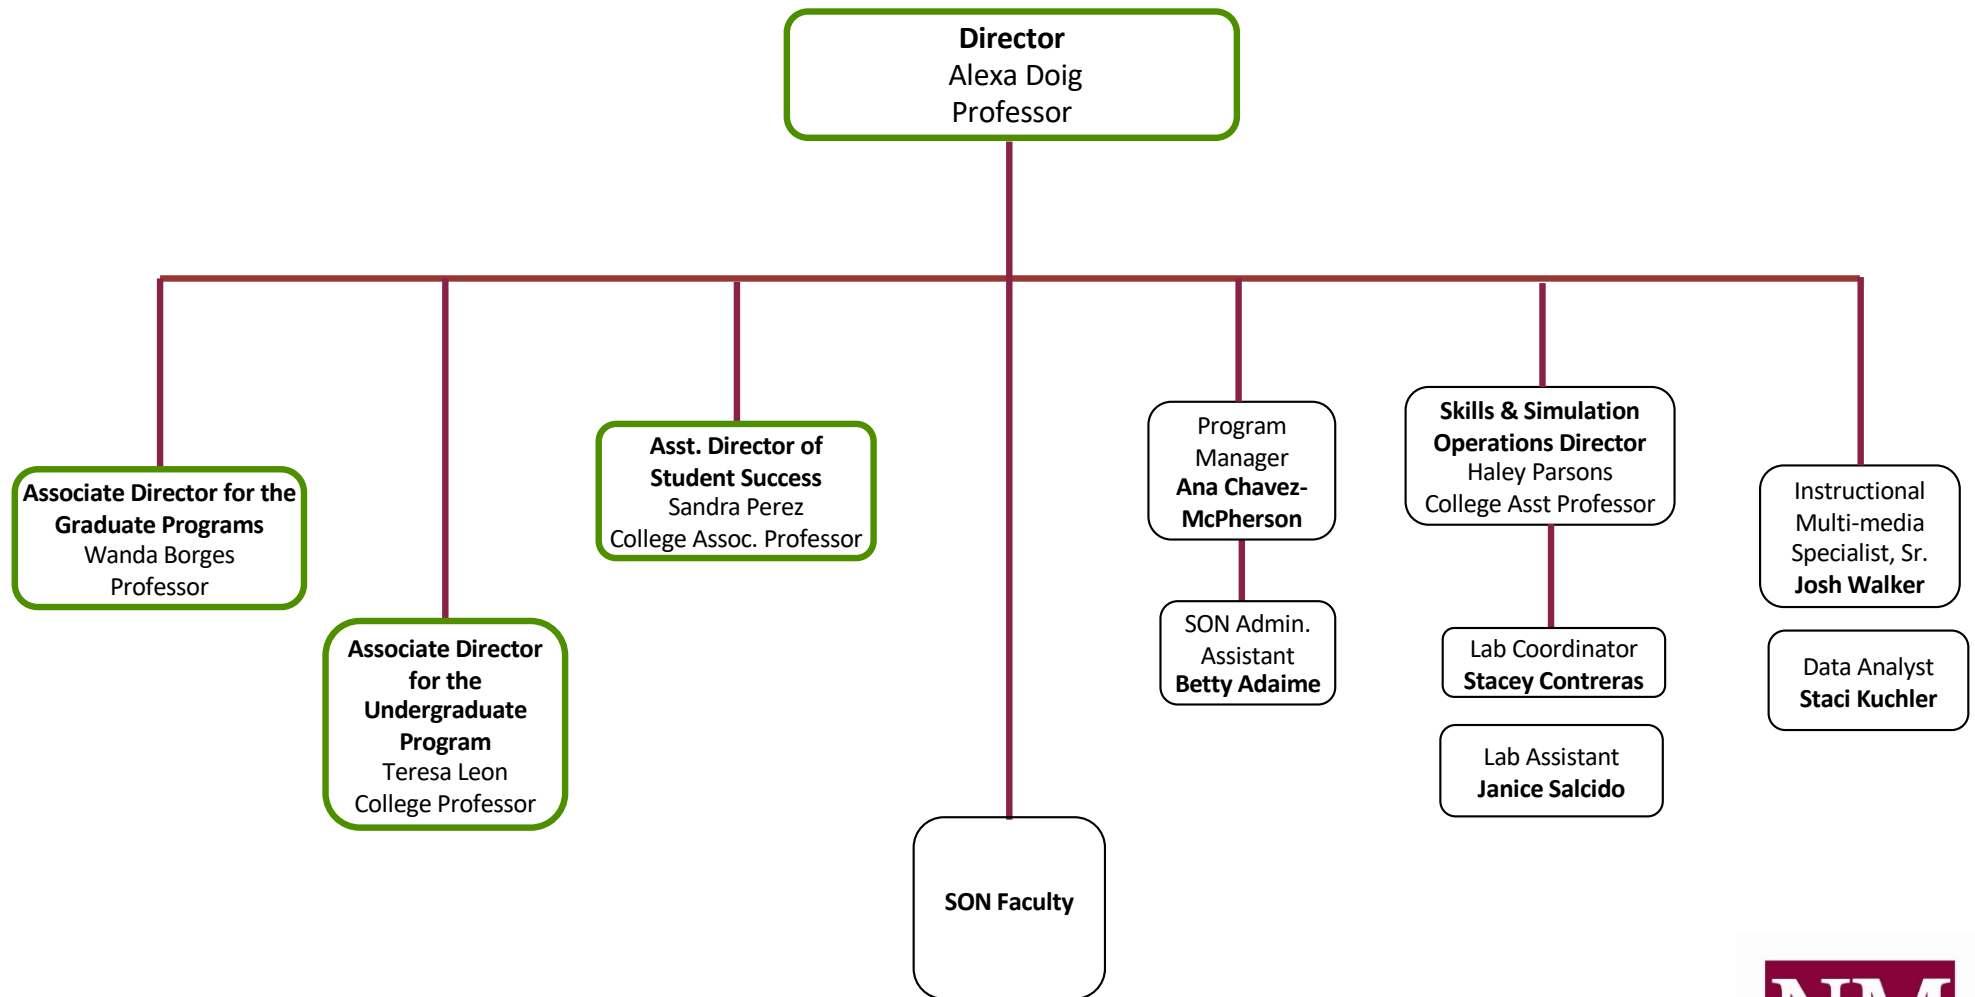 Director
Alexa Doig
Professor
Associate Director for the
Graduate Programs
Wanda Borges
Professor
Associate Director
for the
Undergraduate
Program
Teresa Leon
College Professor
Asst. Director of
Student Success
Sandra Perez
College Assoc. Professor
SON Faculty
Program
Manager
Ana Chavez-
McPherson
SON Admin.
Assistant
Betty Adaime
Skills & Simulation
Operations Director
Haley Parsons
College Asst Professor
Lab Coordinator
Stacey Contreras
Lab Assistant
Janice Salcido
Instructional
Multi-media
Specialist, Sr.
Josh Walker
Data Analyst
Staci Kuchler
NM